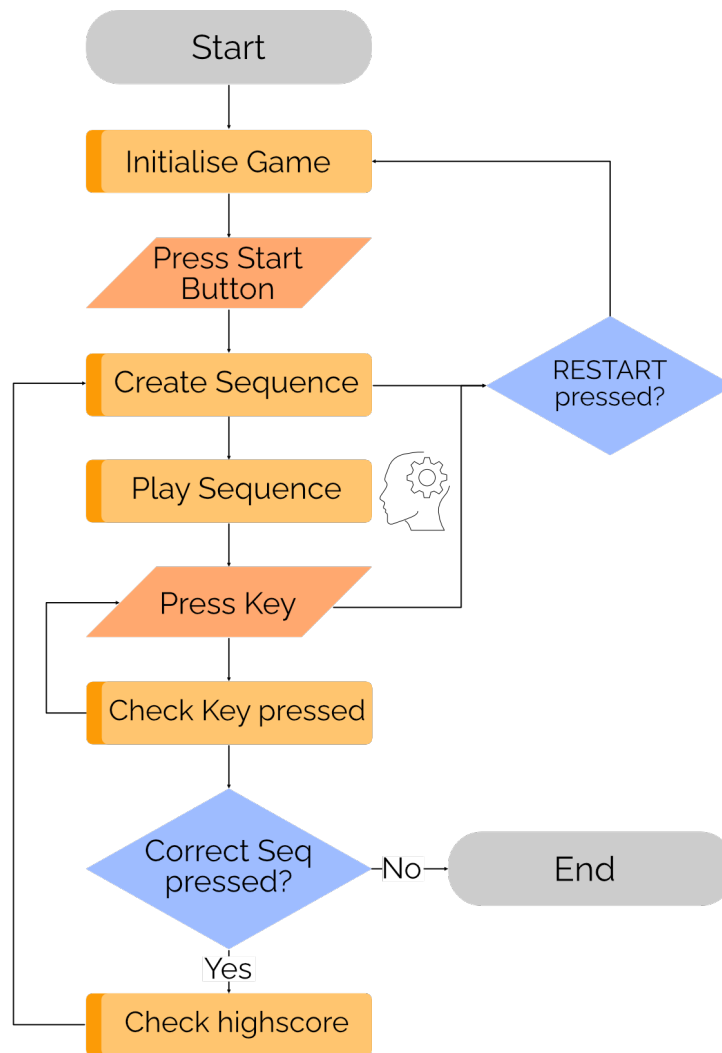 Start
Initialise Game
Press Start
Button
Create Sequence
RESTART
pressed?
Play Sequence
Press Key
Check Key pressed
Correct Seq
pressed?
No
End
Yes
Check highscore